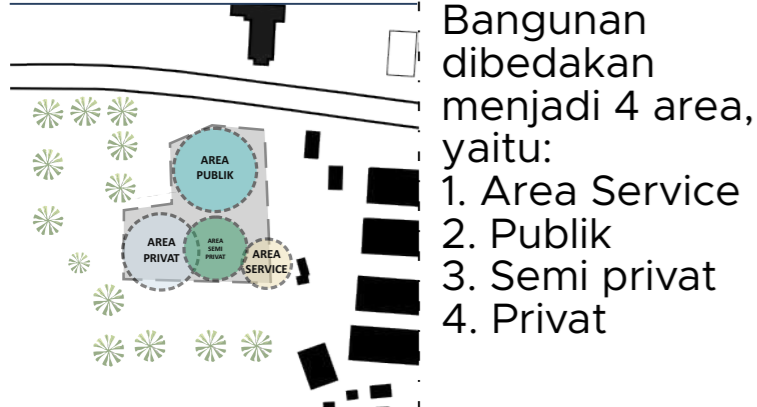 AREA
PUBLIK
AREA
PRIVAT
AREA
SEMI
PRIVAT
AREA
SERVICE
Bangunan
dibedakan
menjadi 4 area,
yaitu:
1. Area Service
2. Publik
3. Semi privat
4. Privat